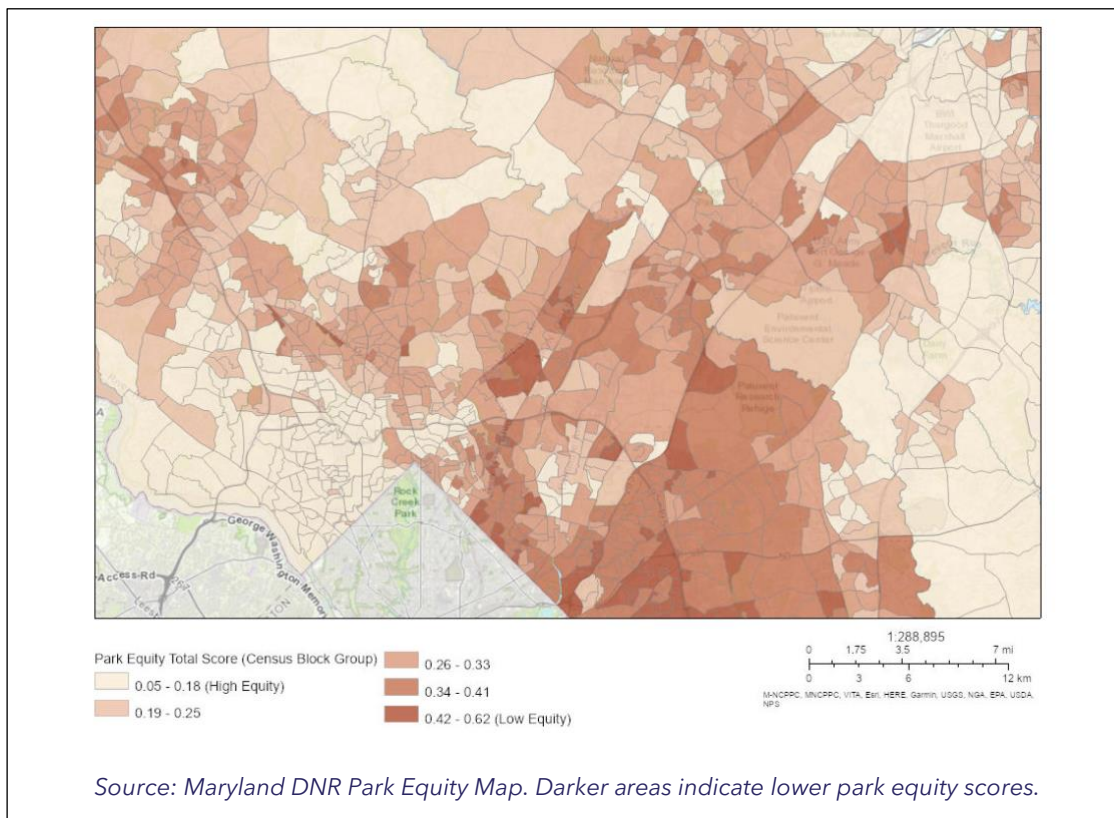 Airport
Patuxent
Environmental
Science Center
Patuxent
Research
Refuge
Rock
Creek
Park
George
Washington
Memor
Access-Rd
267
Park Equity Total Score (Census Block Group)
0.05 - 0.18 (High Equity)
0.19 - 0.25
0.26 - 0.33
0.34 - 0.41
0.42 - 0.62 (Low Equity)
1:288,895
0 1.75 3.5 7 mi
0 3 6 12 km
M-NCPPC, MNCPPC, VITA, Esri, HERE, Garmin, USGS, NGA, EPA, USDA,
NPS
Source: Maryland DNR Park Equity Map. Darker areas indicate lower park equity scores.